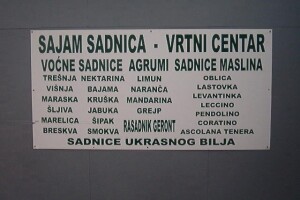 SAJAM SADNICA - VRTNI CENTAR
VOĆNE SADNICE AGRUMI SADNICE MASLINA
TREŠNJA NEKTARINA LIMUN OBLICA
VIŠNJA BAJAMA NARANČA LASTOVKA
MARASKA KRUŠKA MANDARINA LEVANTINKA
ŠLJIVA JABUKA GREJP LECCINO
MARELICA ŠIPAK RASADNIK GERONT PENDOLINO
BRESKVA SMOKVA CORATINO
ASCOLANA TENERA
SADNICE UKRASNOG BILJA